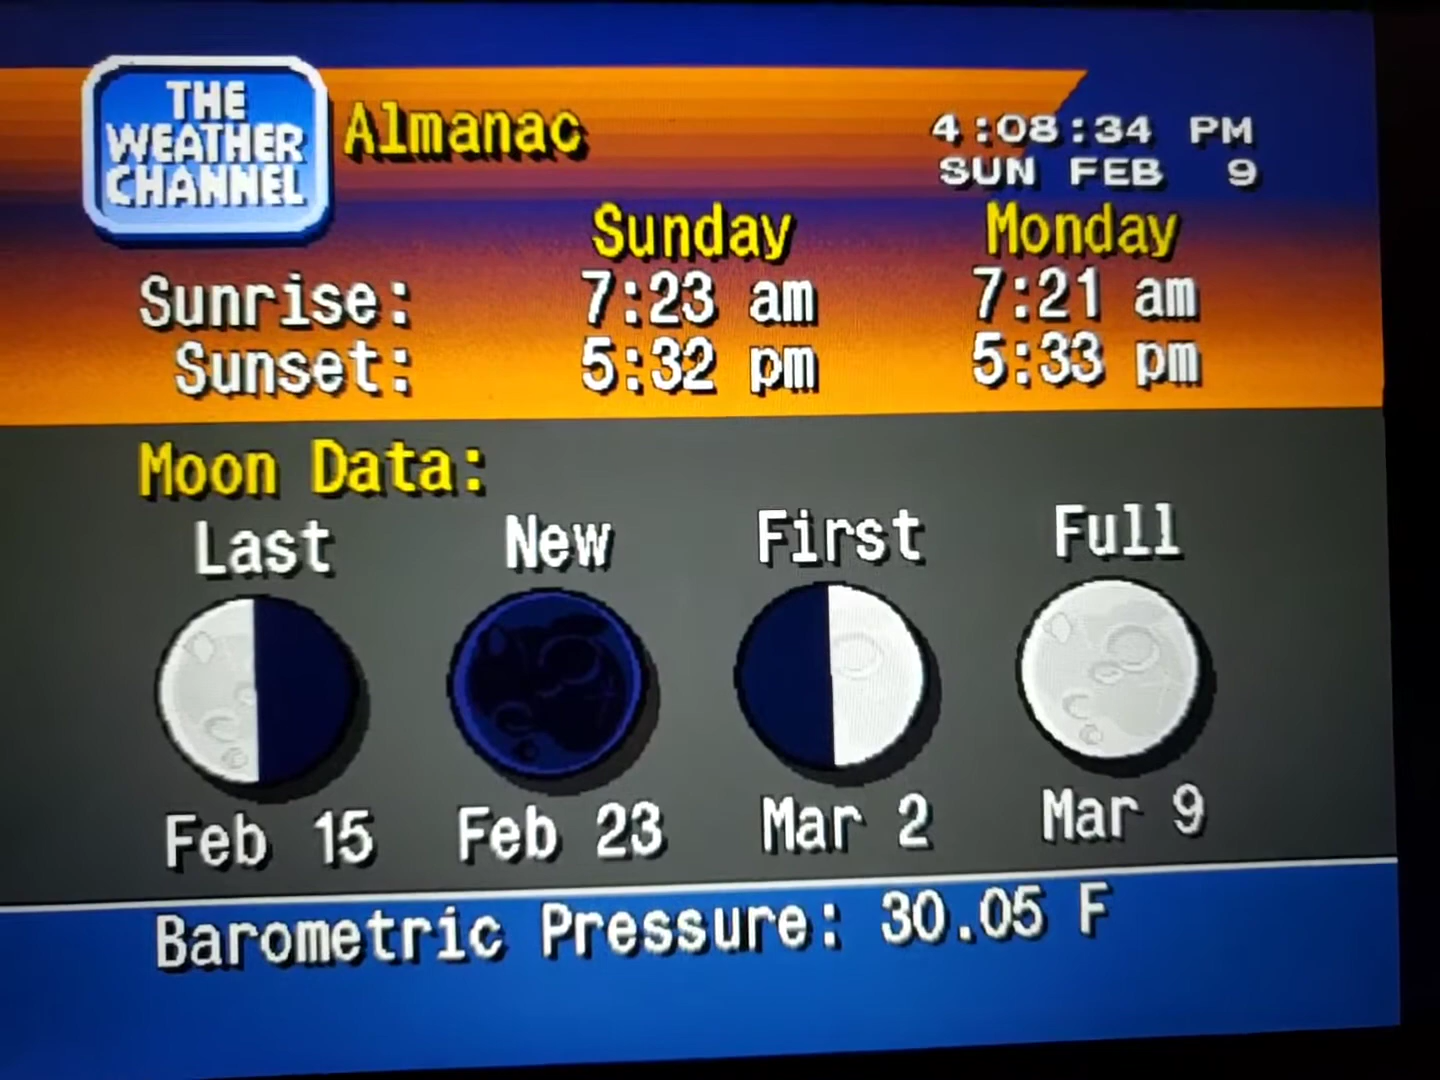 THE
WEATHER
CHANNEL
Almanac
4:08:34 PM
SUN FEB 9
Sunday Monday
Sunrise: 7:23 am 7:21 am
Sunset: 5:32 pm 5:33 pm
Moon Data:
Last New First Full
Feb 15 Feb 23 Mar 2 Mar 9
Barometric Pressure: 30.05 F